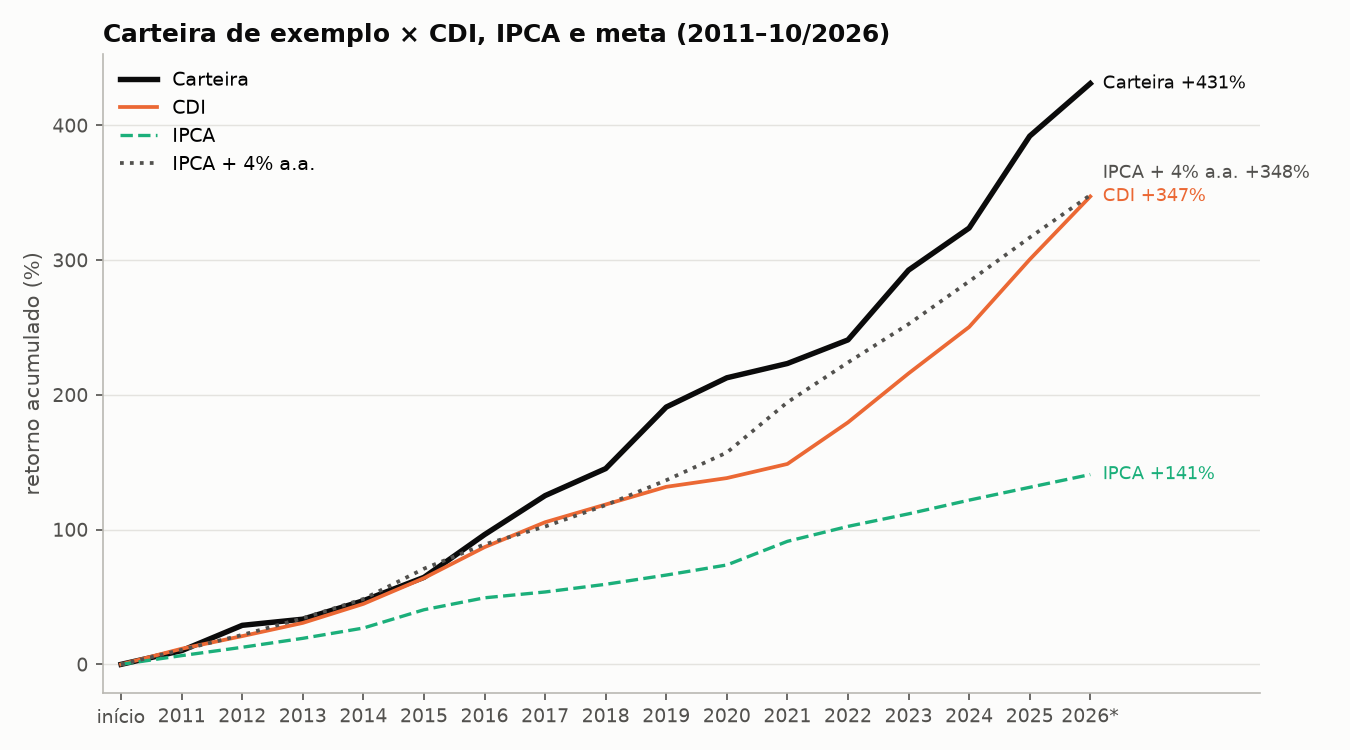 Carteira de exemplo × CDI, IPCA e meta (2011–10/2026)
Carteira
CDI
IPCA
IPCA + 4% a.a.
Carteira +431%
IPCA + 4% a.a. +348%
CDI +347%
IPCA +141%
retorno acumulado (%)
400
300
200
100
0
início 2011 2012 2013 2014 2015 2016 2017 2018 2019 2020 2021 2022 2023 2024 2025 2026*